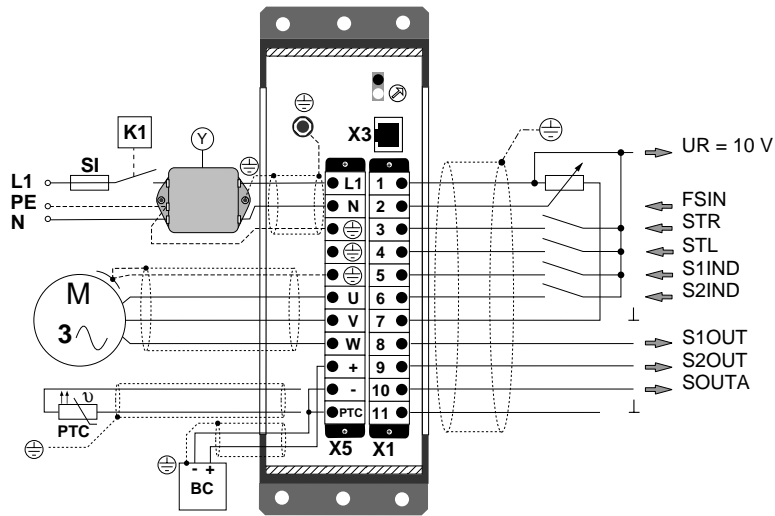 X3
K1
Y
SI
L1
PE
N
L1
N
U
V
W
+
-
PTC
X5
1
2
3
4
5
6
7
8
9
10
11
X1
UR = 10 V
FSIN
STR
STL
S1IND
S2IND
⊥
S1OUT
S2OUT
SOUTA
⊥
M
3
υ
PTC
- +
BC